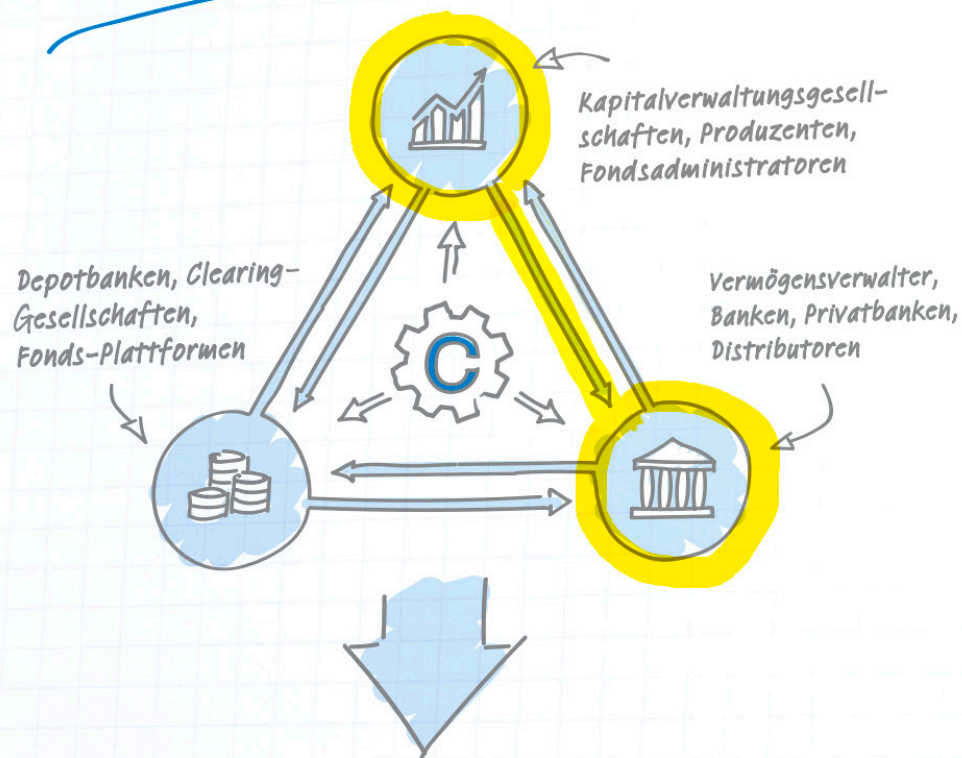 Kapitalverwaltungsgesell-
schaften, Produzenten,
Fondsadministratoren
Depotbanken, Clearing-
Gesellschaften,
Fonds-Plattformen
Vermögensverwalter,
Banken, Privatbanken,
Distributoren
C